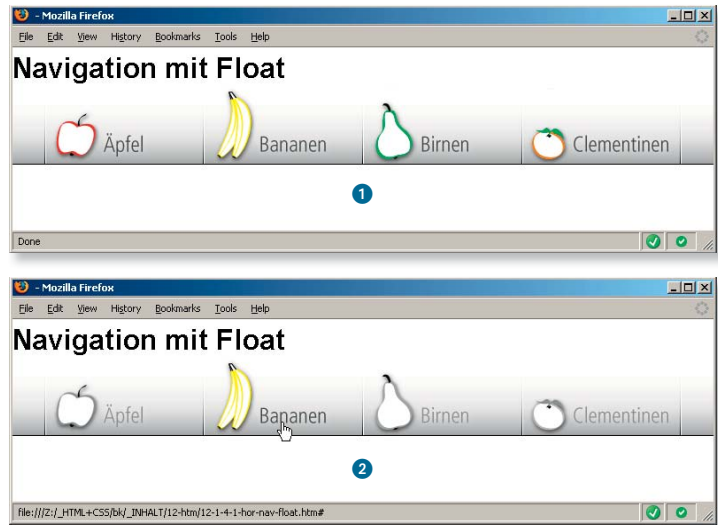 - Mozilla Firefox
File Edit View History Bookmarks Tools Help
Navigation mit Float
Äpfel Bananen Birnen Clementinen
1
Done
- Mozilla Firefox
File Edit View History Bookmarks Tools Help
Navigation mit Float
Äpfel Bananen Birnen Clementinen
2
file:///Z:/_HTML+CSS/bk/_INHALT/12-htm/12-1-4-1-hor-nav-float.htm#